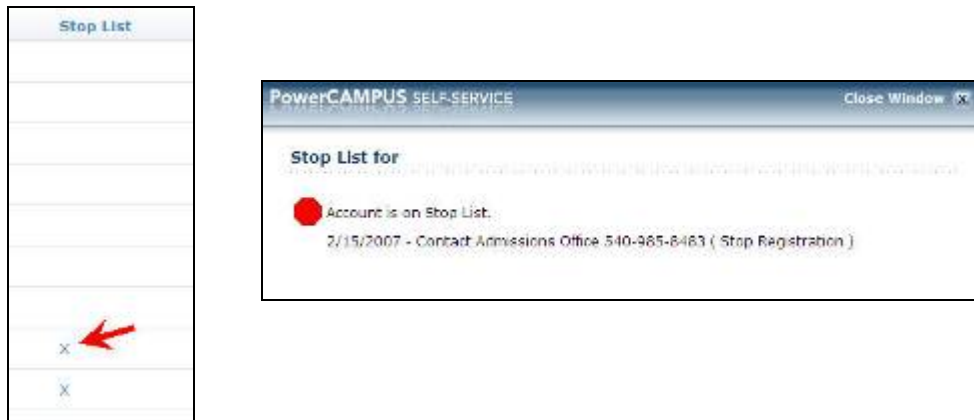 Stop List
X
X
PowerCAMPUS SELF-SERVICE
Close Window X
Stop List for
Account is on Stop List.
2/15/2007 - Contact Admissions Office 540-985-8483 ( Stop Registration )